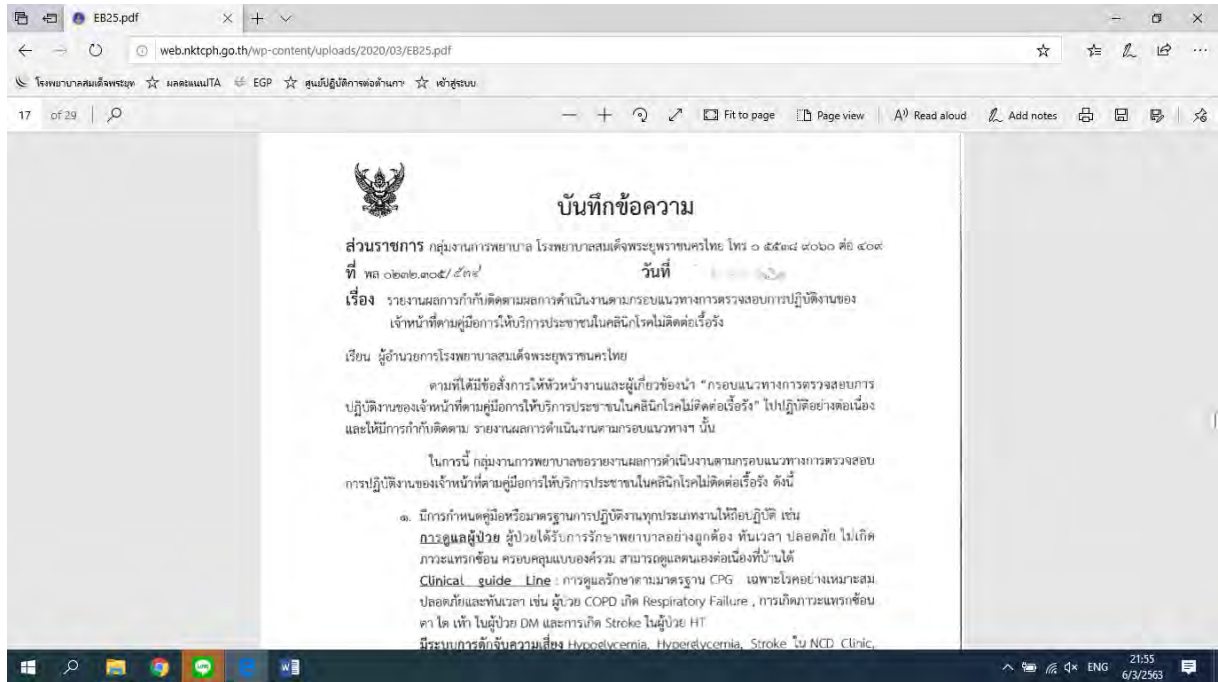 EB25.pdf
web.nktcph.go.th/wp-content/uploads/2020/03/EB25.pdf
โรงพยาบาลสมเด็จพระยุพ ผลคะแนนITA EGP ศูนย์ปฏิบัติการต่อต้านการ เข้าสู่ระบบ
17 of 29 Fit to page Page view Read aloud Add notes
บันทึกข้อความ
ส่วนราชการ กลุ่มงานการพยาบาล โรงพยาบาลสมเด็จพระยุพราชนครไทย โทร ๐ ๕๕๓๘ ๙๐๖๐ ต่อ ๔๐๙
ที่ พล ๐๒๓๒.๓๐๕/ วันที่
เรื่อง รายงานผลการกำกับติดตามผลการดำเนินงานตามกรอบแนวทางการตรวจสอบการปฏิบัติงานของ
เจ้าหน้าที่ตามคู่มือการให้บริการประชาชนในคลินิกโรคไม่ติดต่อเรื้อรัง
เรียน ผู้อำนวยการโรงพยาบาลสมเด็จพระยุพราชนครไทย
ตามที่ได้มีข้อสั่งการให้หัวหน้างานและผู้เกี่ยวข้องนำ "กรอบแนวทางการตรวจสอบการ
ปฏิบัติงานของเจ้าหน้าที่ตามคู่มือการให้บริการประชาชนในคลินิกโรคไม่ติดต่อเรื้อรัง" ไปปฏิบัติอย่างต่อเนื่อง
และให้มีการกำกับติดตาม รายงานผลการดำเนินงานตามกรอบแนวทางฯ นั้น
ในการนี้ กลุ่มงานการพยาบาลขอรายงานผลการดำเนินงานตามกรอบแนวทางการตรวจสอบ
การปฏิบัติงานของเจ้าหน้าที่ตามคู่มือการให้บริการประชาชนในคลินิกโรคไม่ติดต่อเรื้อรัง ดังนี้
๑. มีการกำหนดคู่มือหรือมาตรฐานการปฏิบัติงานทุกประเภทงานให้ถือปฏิบัติ เช่น
การดูแลผู้ป่วย ผู้ป่วยได้รับการรักษาพยาบาลอย่างถูกต้อง ทันเวลา ปลอดภัย ไม่เกิด
ภาวะแทรกซ้อน ครอบคลุมแบบองค์รวม สามารถดูแลตนเองต่อเนื่องที่บ้านได้
Clinical guide Line : การดูแลรักษาตามมาตรฐาน CPG เฉพาะโรคอย่างเหมาะสม
ปลอดภัยและทันเวลา เช่น ผู้ป่วย COPD เกิด Respiratory Failure , การเกิดภาวะแทรกซ้อน
ตา ไต เท้า ในผู้ป่วย DM และการเกิด Stroke ในผู้ป่วย HT
มีระบบการดักจับความเสี่ยง Hypoglycemia, Hyperglycemia, Stroke ใน NCD Clinic,
ENG 21:55
6/3/2563